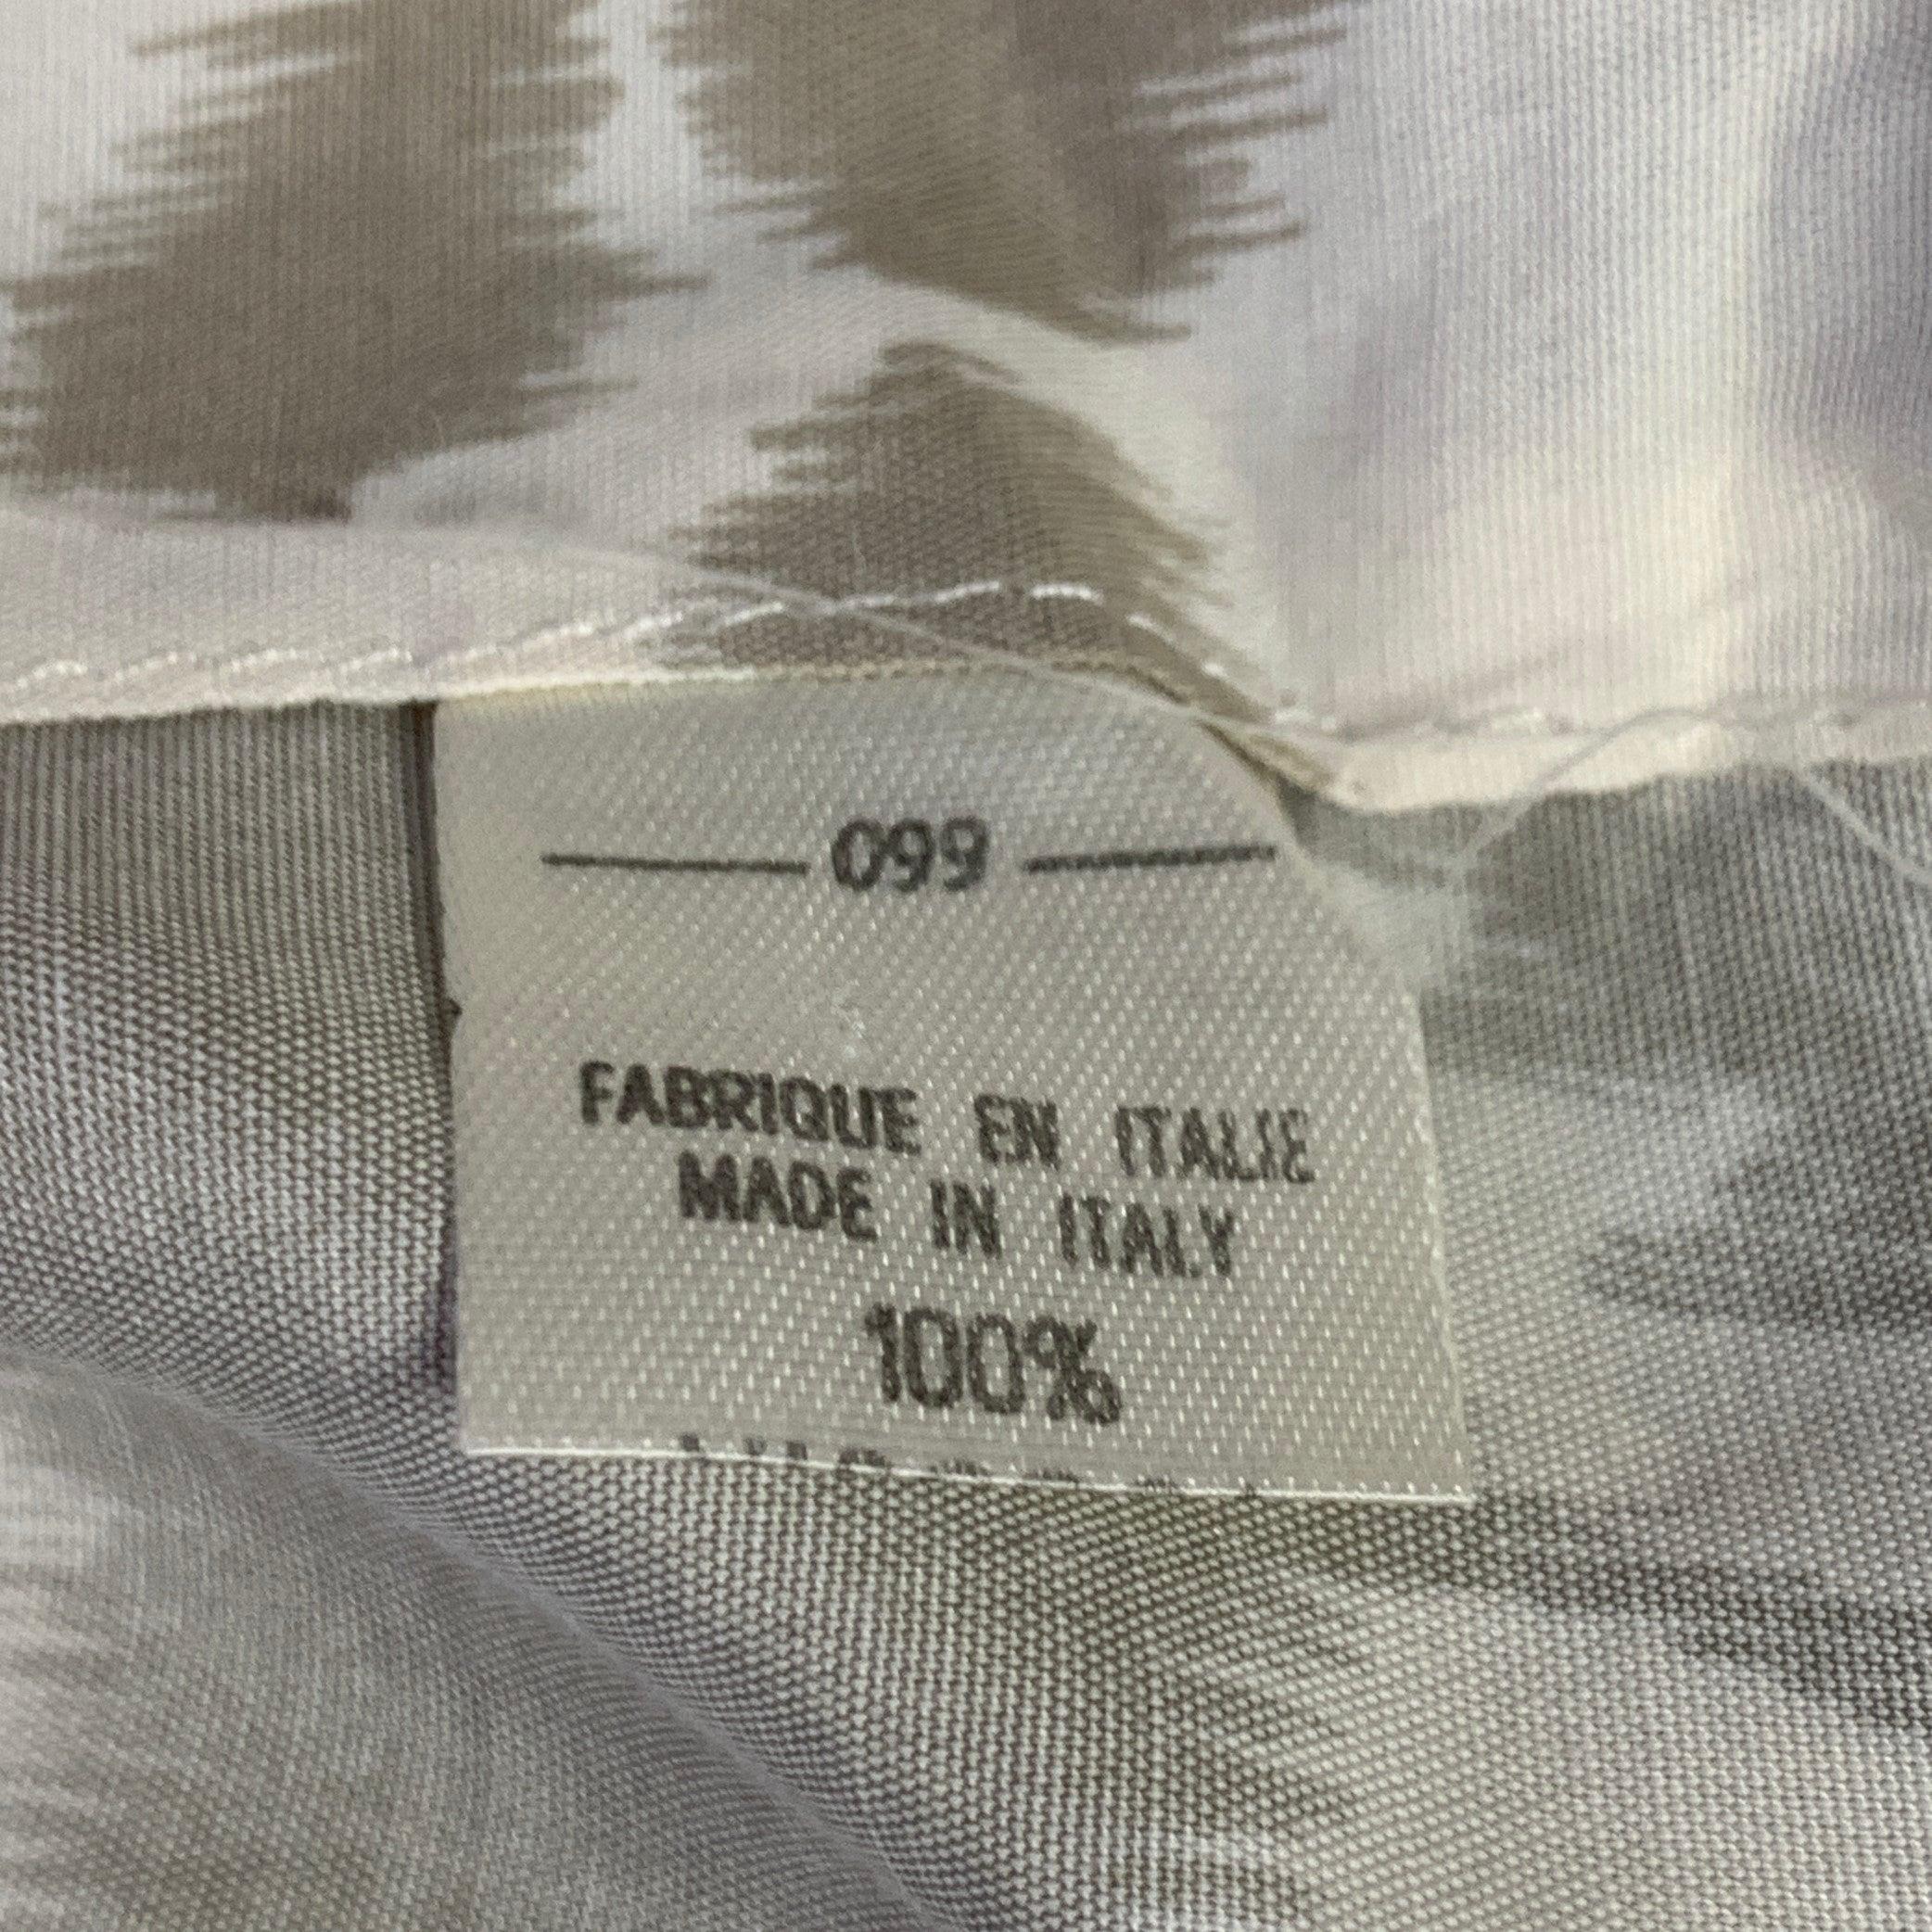 099
FABRIQUE EN ITALIE
MADE IN ITALY
100%